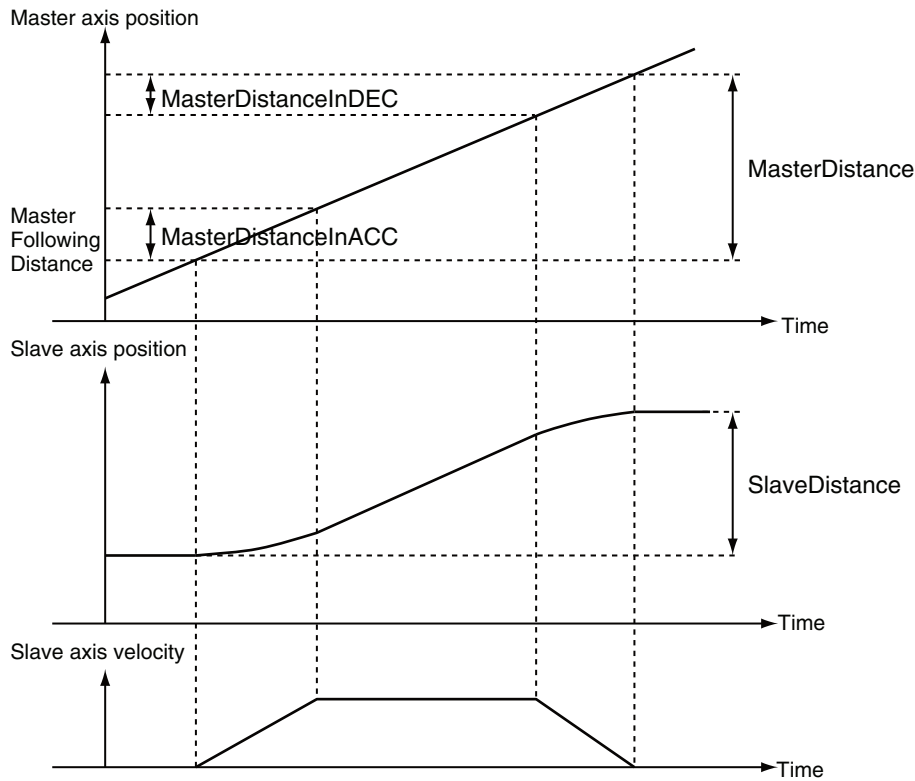 Master axis position
MasterDistanceInDEC
MasterDistance
Master
Following
Distance
MasterDistanceInACC
Time
Slave axis position
SlaveDistance
Time
Slave axis velocity
Time